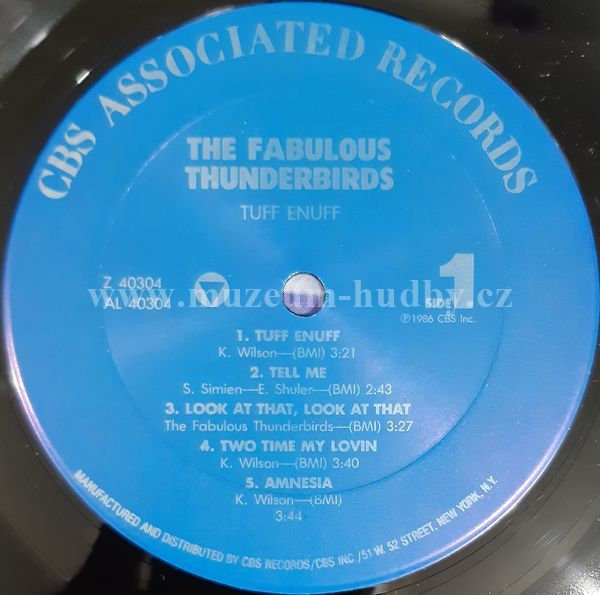 CBS ASSOCIATED RECORDS
THE FABULOUS
THUNDERBIRDS
TUFF ENUFF
Z 40304
AL 40304
SIDE 1
℗1986 CBS Inc.
www.muzeum-hudby.cz
1. TUFF ENUFF
K. Wilson—(BMI) 3:21
2. TELL ME
S. Simien—E. Shuler—(BMI) 2:43
3. LOOK AT THAT, LOOK AT THAT
The Fabulous Thunderbirds—(BMI) 3:27
4. TWO TIME MY LOVIN
K. Wilson—(BMI) 3:40
5. AMNESIA
K. Wilson—(BMI)
3:44
MANUFACTURED AND DISTRIBUTED BY CBS RECORDS/CBS INC./51 W. 52 STREET, NEW YORK, N.Y.